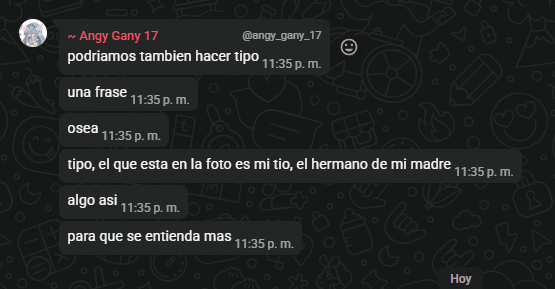 ~ Angy Gany 17 @angy_gany_17
podriamos tambien hacer tipo 11:35 p. m.
una frase 11:35 p. m.
osea 11:35 p. m.
tipo, el que esta en la foto es mi tio, el hermano de mi madre 11:35 p. m.
algo asi 11:35 p. m.
para que se entienda mas 11:35 p. m.
Hoy